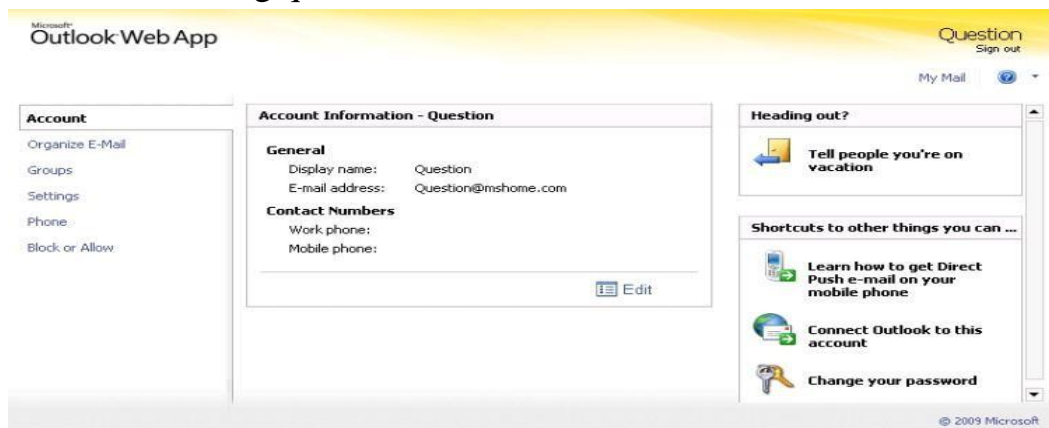 Microsoft
Outlook Web App
Question
Sign out
My Mail
Account
Organize E-Mail
Groups
Settings
Phone
Block or Allow
Account Information - Question
General
Display name: Question
E-mail address: Question@mshome.com
Contact Numbers
Work phone:
Mobile phone:
Edit
Heading out?
Tell people you're on
vacation
Shortcuts to other things you can ...
Learn how to get Direct
Push e-mail on your
mobile phone
Connect Outlook to this
account
Change your password
© 2009 Microsoft